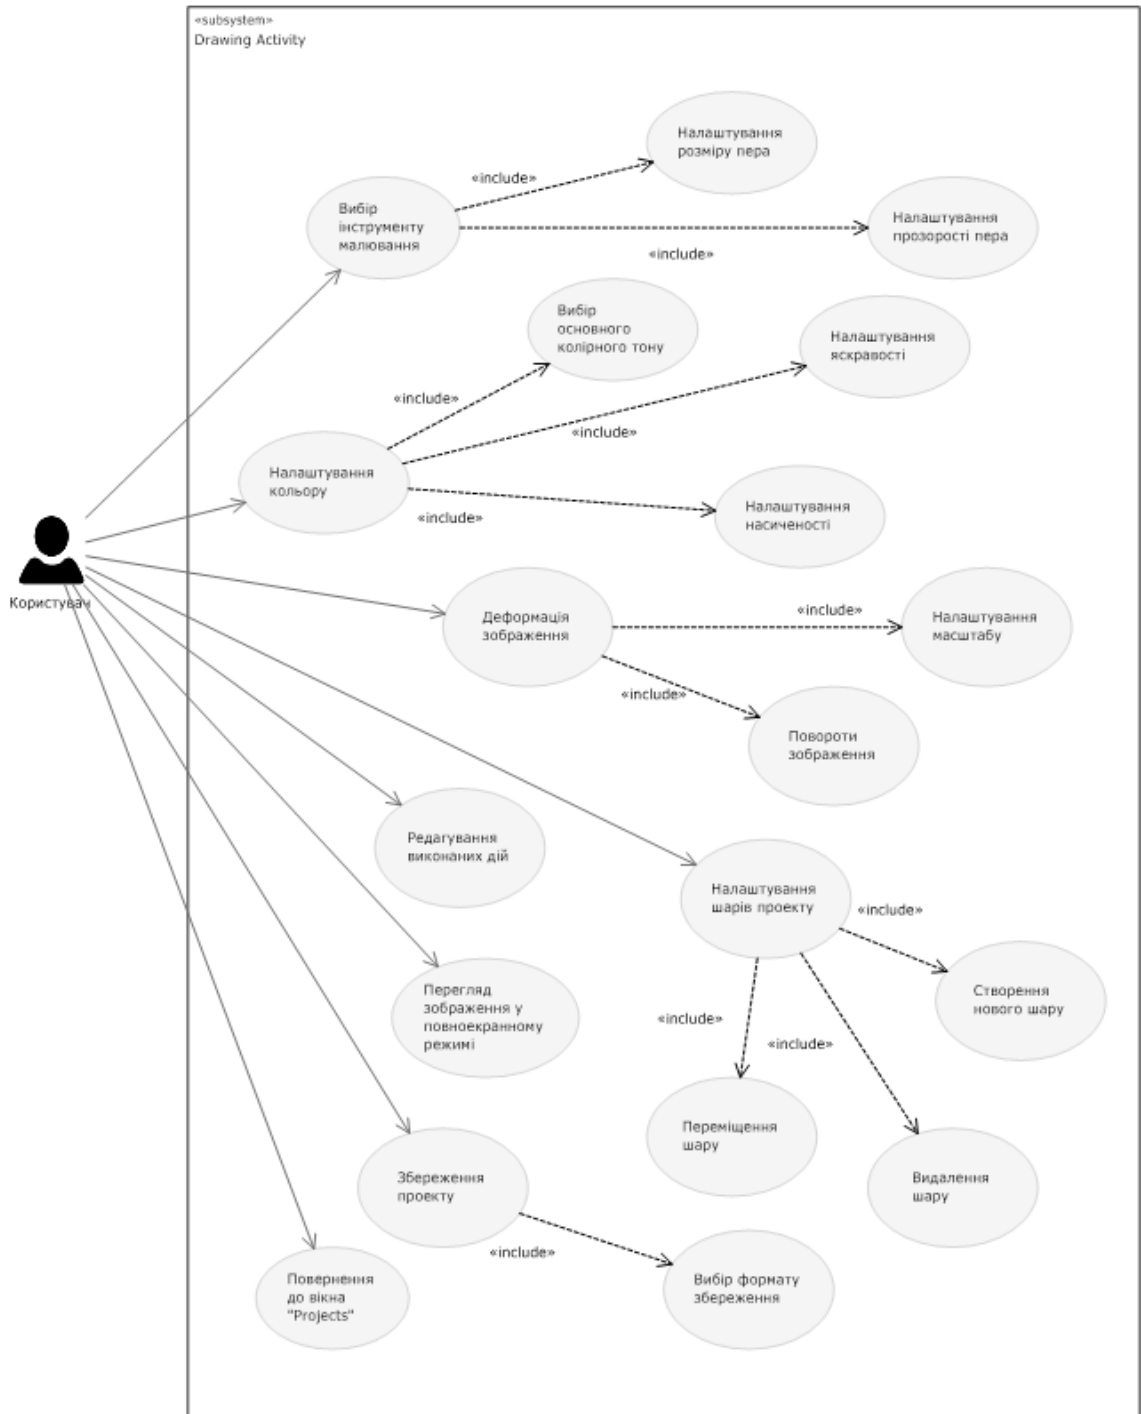 «subsystem»
Drawing Activity
Налаштування
розміру пера
«include»
Вибір
інструменту
малювання
Налаштування
прозорості пера
«include»
Вибір
основного
колірного тону
Налаштування
яскравості
«include»
«include»
Налаштування
кольору
«include»
Налаштування
насиченості
Користувач
Деформація
зображення
«include»
Налаштування
масштабу
«include»
Повороти
зображення
Редагування
виконаних дій
Налаштування
шарів проекту
«include»
Перегляд
зображення у
повноекранному
режимі
Створення
нового шару
«include»
«include»
Переміщення
шару
Видалення
шару
Збереження
проекту
«include»
Вибір формату
збереження
Повернення
до вікна
"Projects"